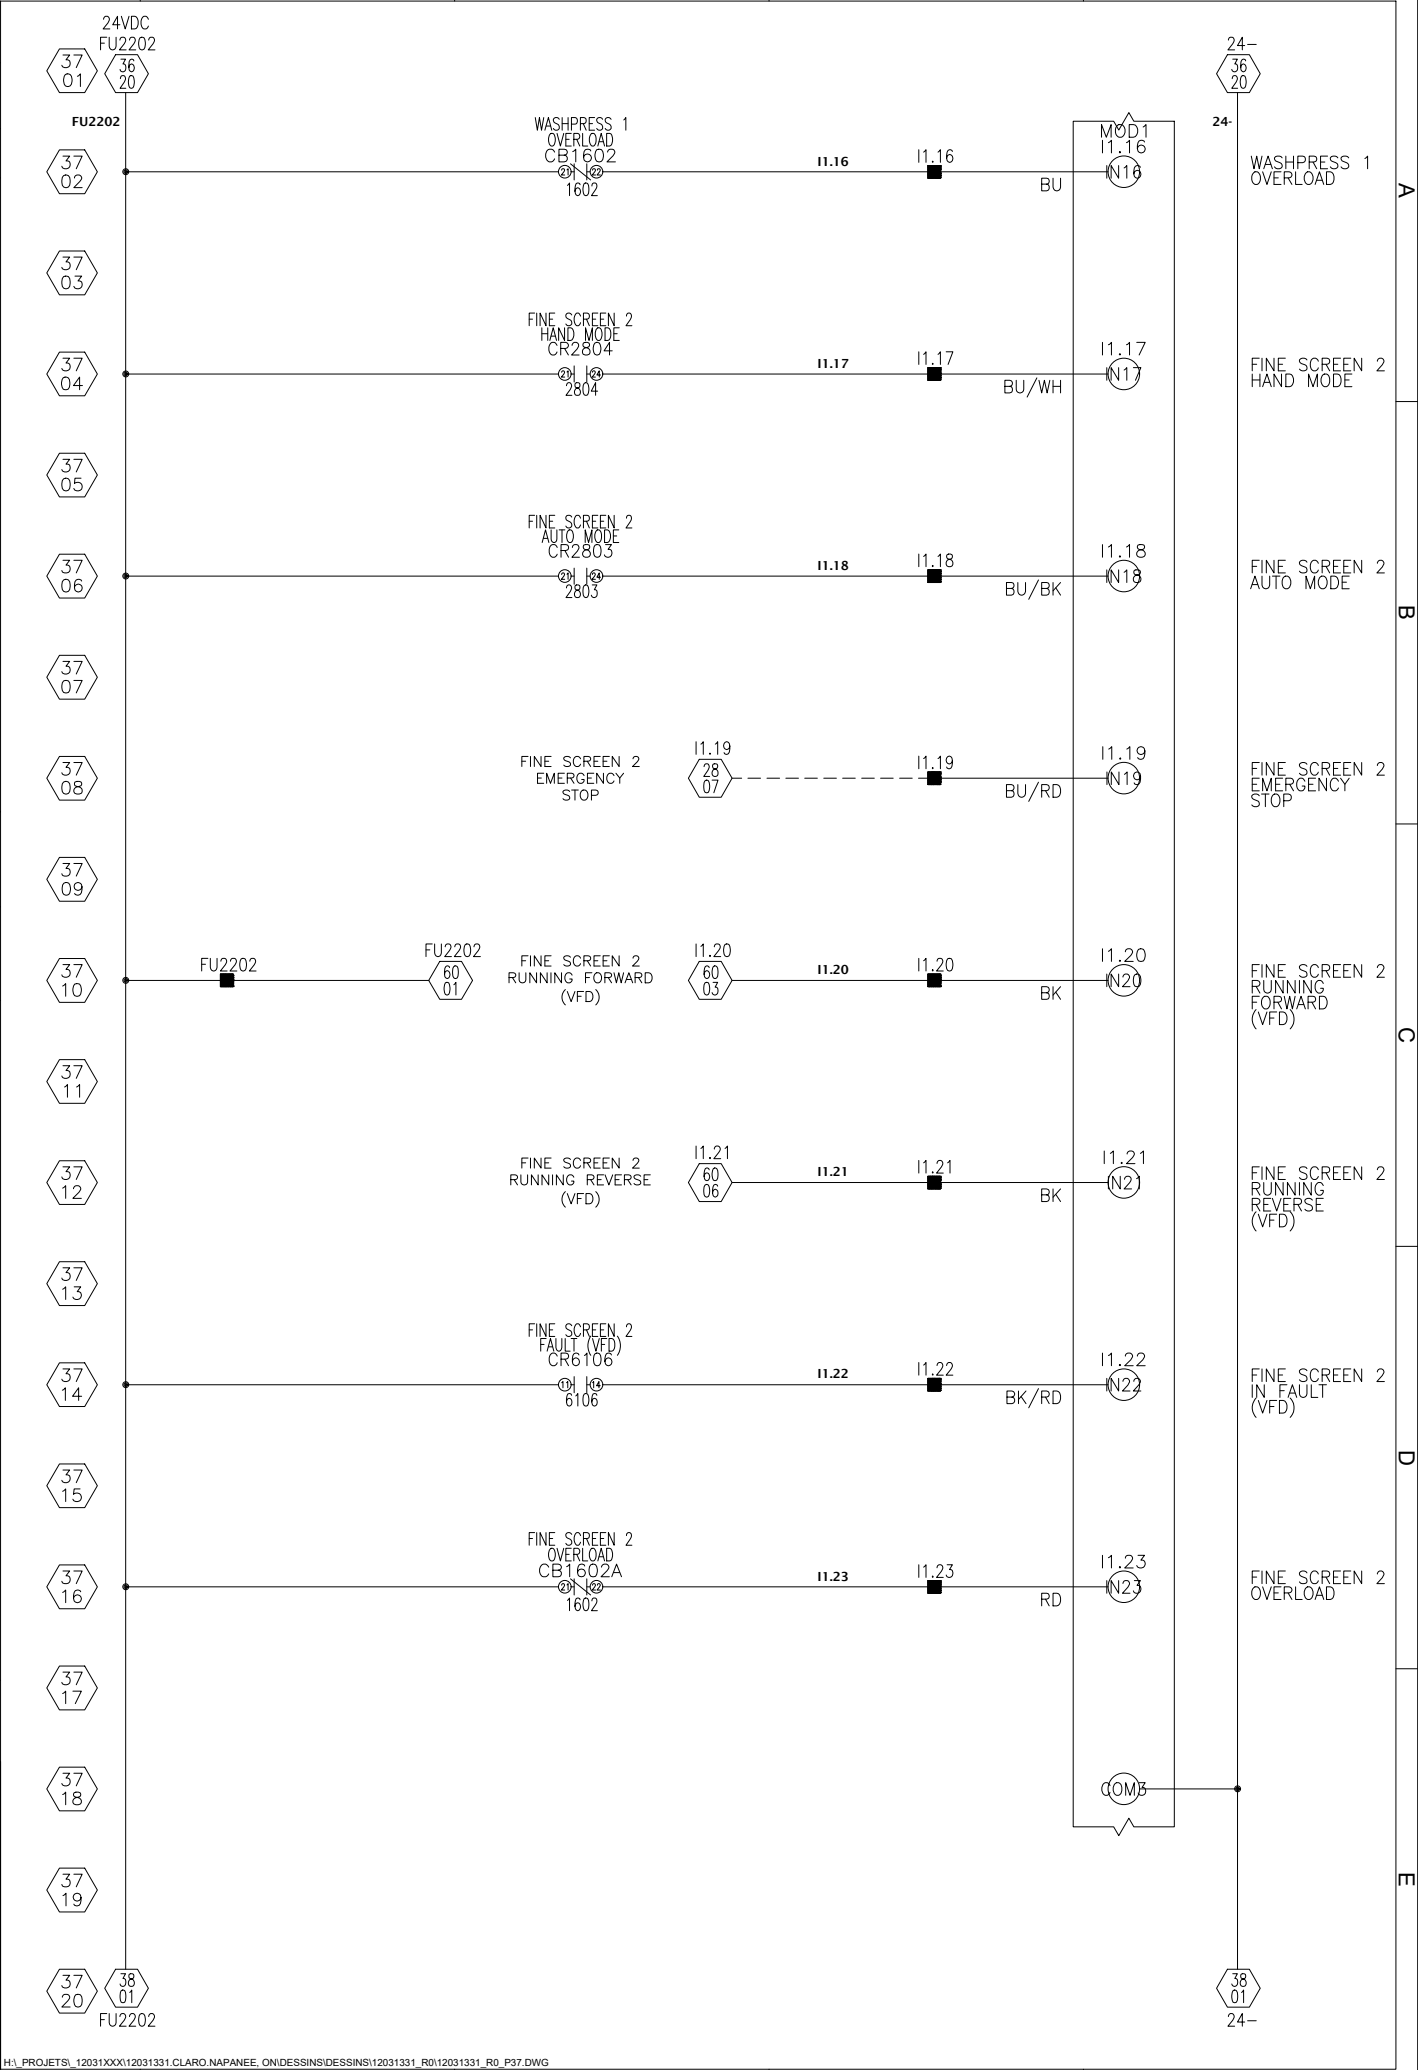 24VDC
FU2202
36
20
37
01
24-
36
20
FU2202
24-
37
02
WASHPRESS 1
OVERLOAD
CB1602
21
22
1602
I1.16
I1.16
BU
MOD1
I1.16
IN16
WASHPRESS 1
OVERLOAD
A
37
03
37
04
FINE SCREEN 2
HAND MODE
CR2804
21
24
2804
I1.17
I1.17
BU/WH
I1.17
IN17
FINE SCREEN 2
HAND MODE
37
05
37
06
FINE SCREEN 2
AUTO MODE
CR2803
21
24
2803
I1.18
I1.18
BU/BK
I1.18
IN18
FINE SCREEN 2
AUTO MODE
B
37
07
37
08
FINE SCREEN 2
EMERGENCY
STOP
I1.19
28
07
I1.19
BU/RD
I1.19
IN19
FINE SCREEN 2
EMERGENCY
STOP
37
09
37
10
FU2202
FU2202
60
01
FINE SCREEN 2
RUNNING FORWARD
(VFD)
I1.20
60
03
I1.20
I1.20
BK
I1.20
IN20
FINE SCREEN 2
RUNNING
FORWARD
(VFD)
C
37
11
37
12
FINE SCREEN 2
RUNNING REVERSE
(VFD)
I1.21
60
06
I1.21
I1.21
BK
I1.21
IN21
FINE SCREEN 2
RUNNING
REVERSE
(VFD)
37
13
37
14
FINE SCREEN 2
FAULT (VFD)
CR6106
11
14
6106
I1.22
I1.22
BK/RD
I1.22
IN22
FINE SCREEN 2
IN FAULT
(VFD)
D
37
15
37
16
FINE SCREEN 2
OVERLOAD
CB1602A
21
22
1602
I1.23
I1.23
RD
I1.23
IN23
FINE SCREEN 2
OVERLOAD
37
17
37
18
COM3
37
19
E
37
20
38
01
FU2202
38
01
24-
H:\_PROJETS\_12031XXX\12031331.CLARO.NAPANEE, ON\DESSINS\DESSINS\12031331_R0\12031331_R0_P37.DWG